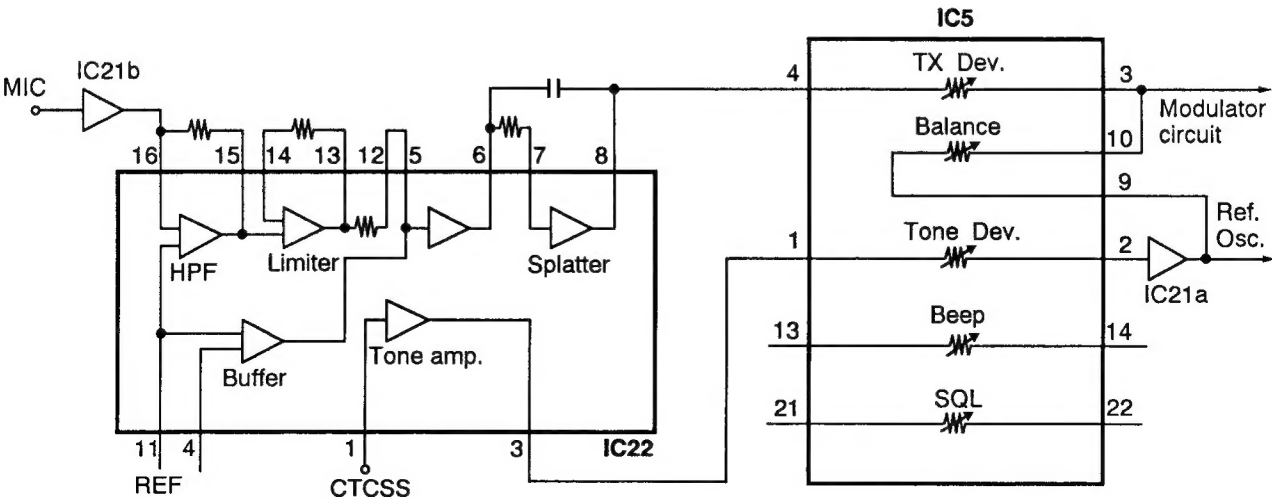 IC5
IC21b
MIC
TX Dev.
4
3
Modulator
circuit
Balance
10
16
15
14
13
12
5
6
7
8
9
HPF
Limiter
Splatter
1
Tone Dev.
2
Ref.
Osc.
IC21a
Buffer
Tone amp.
Beep
13
14
SQL
21
22
11
4
1
3
IC22
REF
CTCSS